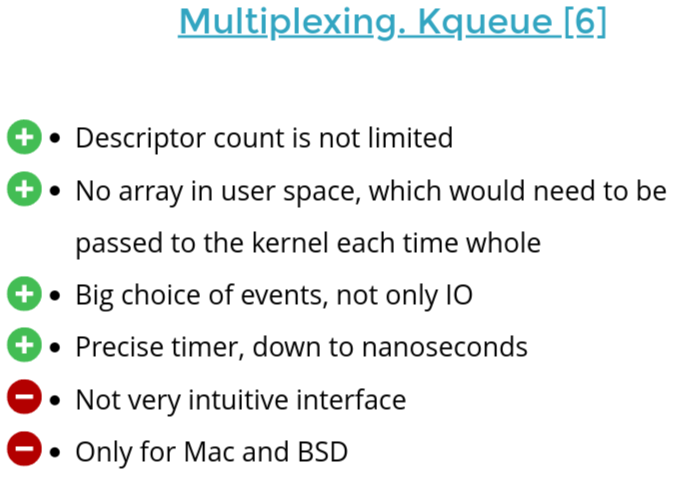 Multiplexing. Kqueue [6]
• Descriptor count is not limited
• No array in user space, which would need to be
passed to the kernel each time whole
• Big choice of events, not only IO
• Precise timer, down to nanoseconds
• Not very intuitive interface
• Only for Mac and BSD